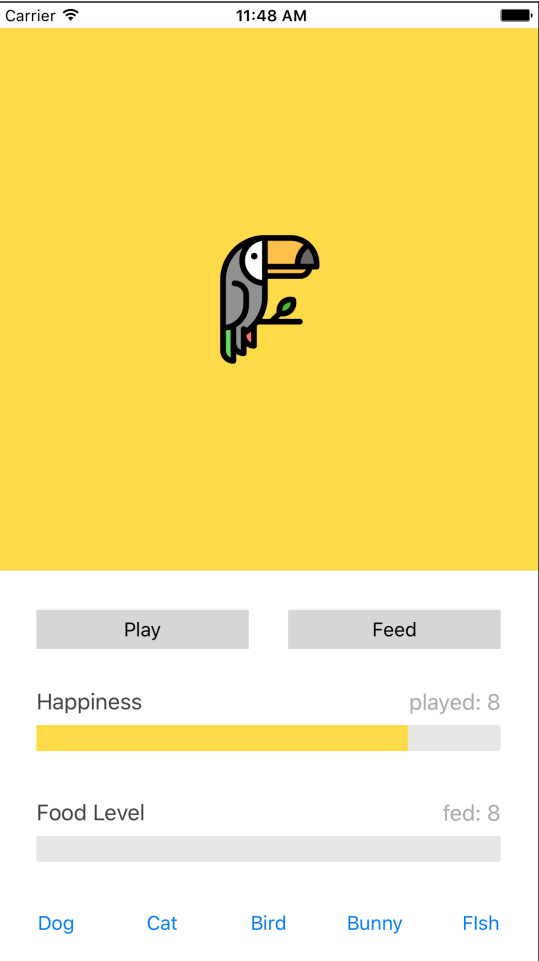 Carrier 11:48 AM
Play Feed
Happiness played: 8
Food Level fed: 8
Dog Cat Bird Bunny FIsh